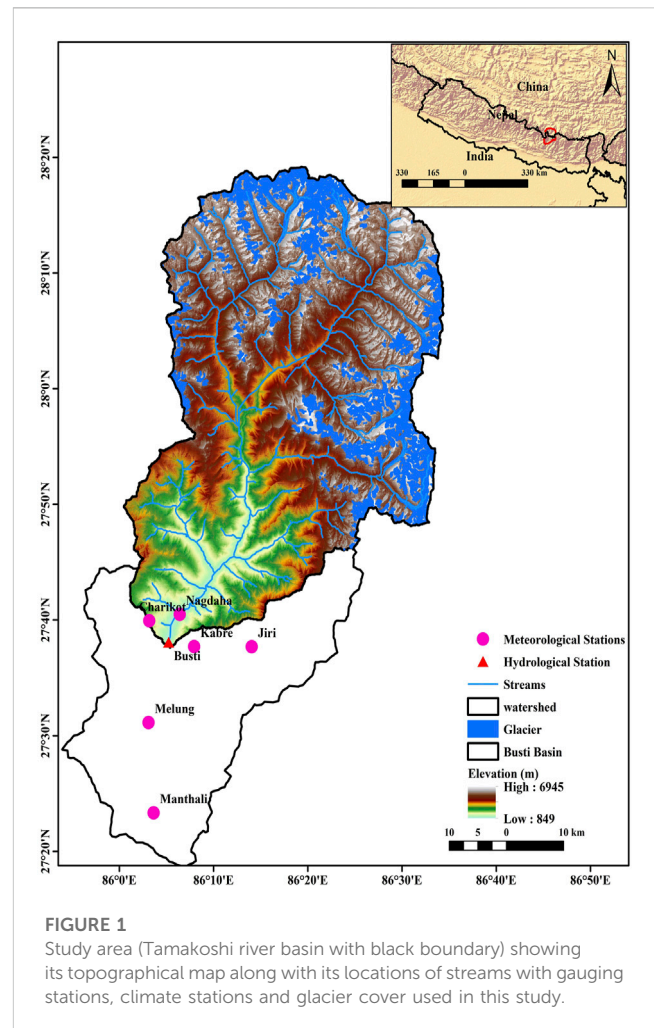 China
Nepal
India
N
330 165 0 330 km
28°20'N
28°10'N
28°0'N
27°50'N
27°40'N
27°30'N
27°20'N
Charikot
Nagdaha
Kabre
Jiri
Busti
Melung
Manthali
Meteorological Stations
Hydrological Station
Streams
watershed
Glacier
Busti Basin
Elevation (m)
High : 6945
Low : 849
10 5 0 10 km
86°0'E 86°10'E 86°20'E 86°30'E 86°40'E 86°50'E
FIGURE 1
Study area (Tamakoshi river basin with black boundary) showing
its topographical map along with its locations of streams with gauging
stations, climate stations and glacier cover used in this study.